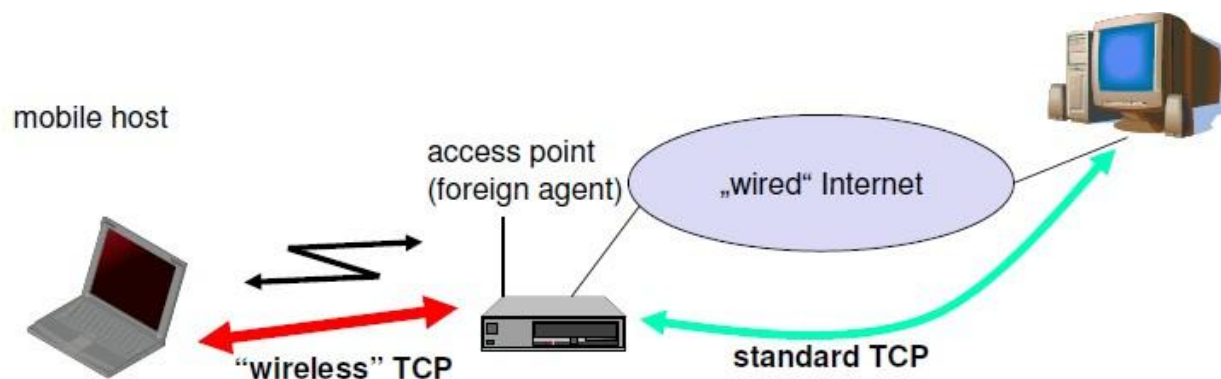 mobile host
access point
(foreign agent)
„wired“ Internet
“wireless” TCP
standard TCP